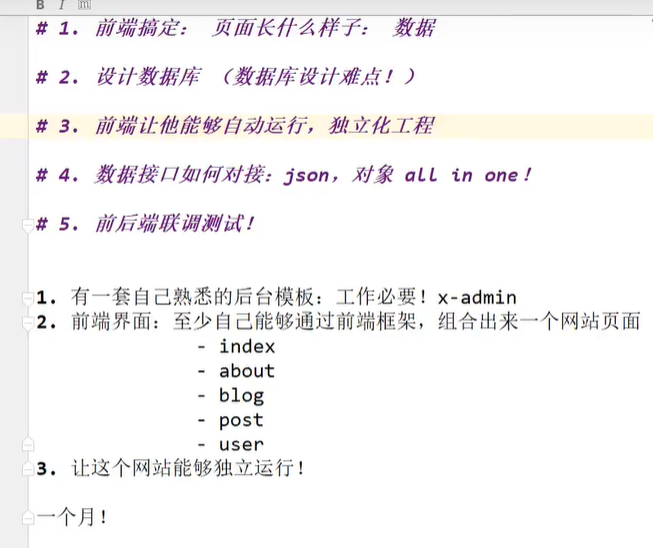 B I m
# 1. 前端搞定： 页面长什么样子： 数据
# 2. 设计数据库 （数据库设计难点！）
# 3. 前端让他能够自动运行，独立化工程
# 4. 数据接口如何对接：json，对象 all in one！
# 5. 前后端联调测试！
1. 有一套自己熟悉的后台模板：工作必要！x-admin
2. 前端界面：至少自己能够通过前端框架，组合出来一个网站页面
- index
- about
- blog
- post
- user
3. 让这个网站能够独立运行！
一个月！